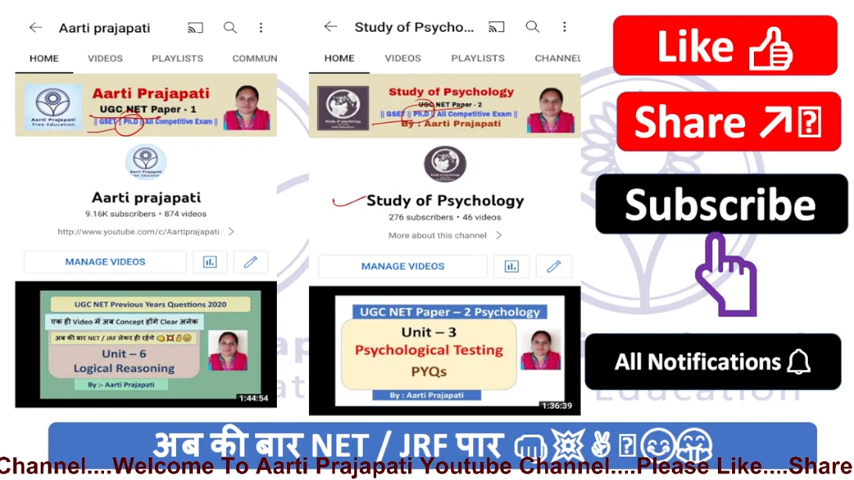 Aarti prajapati
HOME VIDEOS PLAYLISTS COMMUN
Aarti Prajapati
Free Education
Aarti Prajapati
UGC NET Paper - 1
|| GSET || Ph.D || All Competitive Exam ||
Aarti prajapati
9.16K subscribers • 874 videos
http://www.youtube.com/c/Aartiprajapati
MANAGE VIDEOS
UGC NET Previous Years Questions 2020
एक ही Video में अब Concept होंगे Clear अनेक
अब की बार NET / JRF लेकर ही रहेंगे
Unit – 6
Logical Reasoning
By :- Aarti Prajapati
1:44:54
Study of Psycho...
HOME VIDEOS PLAYLISTS CHANNEL
Study of Psychology
UGC NET Paper - 2
|| GSET || Ph.D || All Competitive Exam ||
By : Aarti Prajapati
Study of Psychology
276 subscribers • 46 videos
More about this channel
MANAGE VIDEOS
UGC NET Paper – 2 Psychology
Unit – 3
Psychological Testing
PYQs
By : Aarti Prajapati
1:36:39
Like
Share
Subscribe
All Notifications
Education
अब की बार NET / JRF पार
Channel....Welcome To Aarti Prajapati Youtube Channel....Please Like....Share